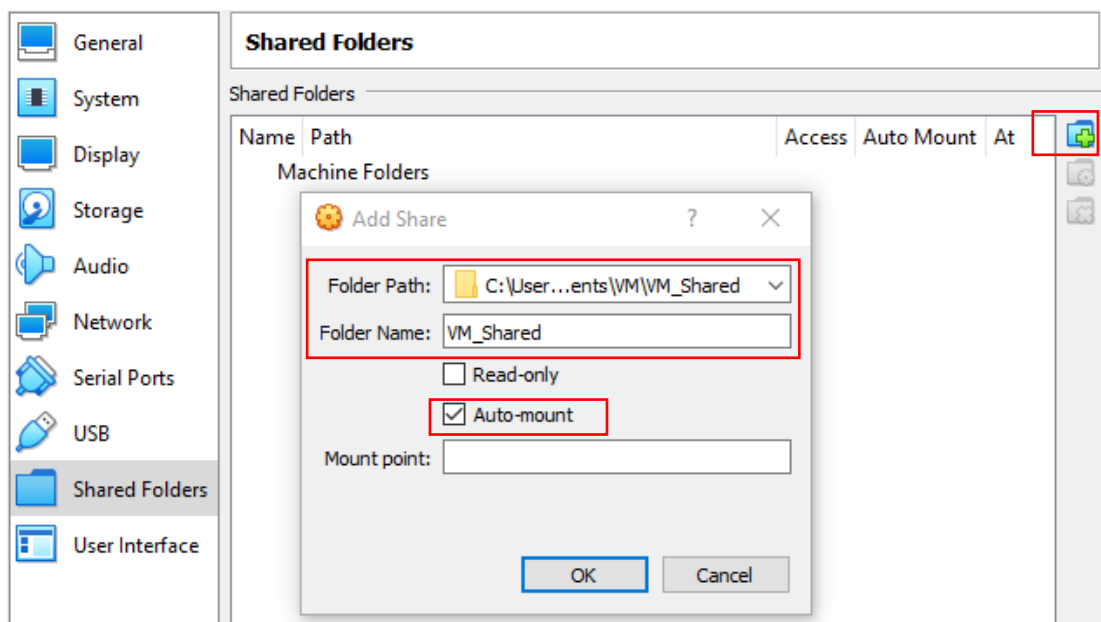 General
System
Display
Storage
Audio
Network
Serial Ports
USB
Shared Folders
User Interface
Shared Folders
Shared Folders
Name Path Access Auto Mount At
Machine Folders
Add Share ?
Folder Path: C:\User...ents\VM\VM_Shared
Folder Name: VM_Shared
Read-only
Auto-mount
Mount point:
OK Cancel